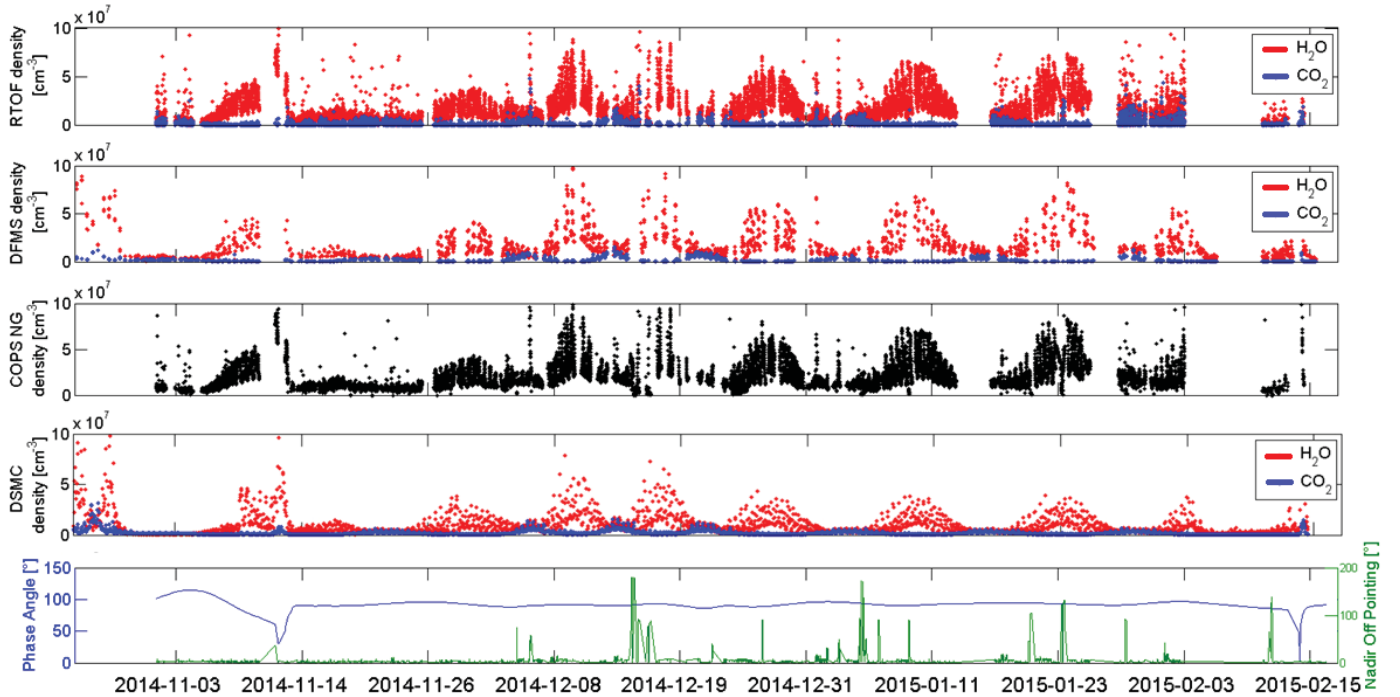 x 10⁷
10
5
0
RTOF density
[cm⁻³]
H₂O
CO₂
x 10⁷
10
5
0
DFMS density
[cm⁻³]
H₂O
CO₂
x 10⁷
10
5
0
COPS NG
density [cm⁻³]
x 10⁷
10
5
0
DSMC
density [cm⁻³]
H₂O
CO₂
150
100
50
0
Phase Angle [°]
200
100
0
Nadir Off Pointing [°]
2014-11-03 2014-11-14 2014-11-26 2014-12-08 2014-12-19 2014-12-31 2015-01-11 2015-01-23 2015-02-03 2015-02-15